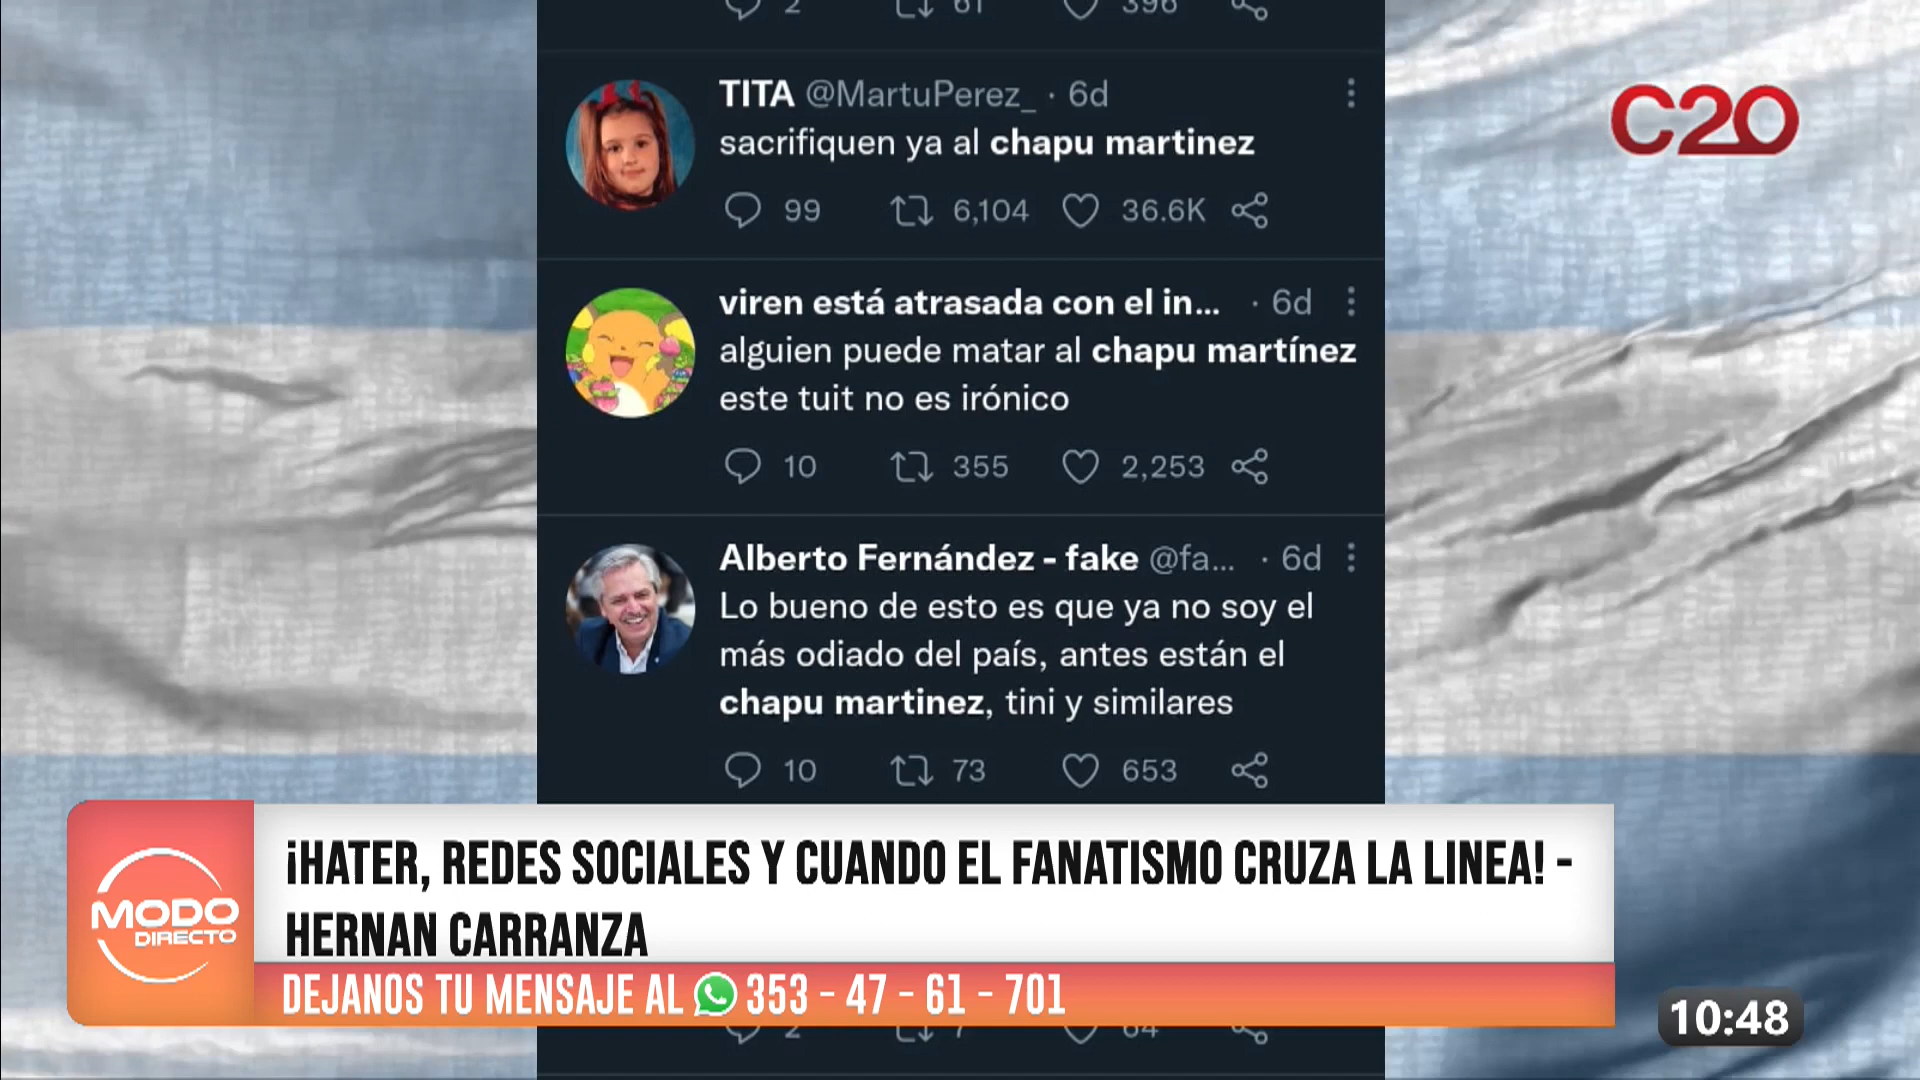 2 61 396
TITA @MartuPerez_ · 6d
sacrifiquen ya al chapu martinez
99 6,104 36.6K
C20
viren está atrasada con el in... · 6d
alguien puede matar al chapu martínez
este tuit no es irónico
10 355 2,253
Alberto Fernández - fake @fa... · 6d
Lo bueno de esto es que ya no soy el
más odiado del país, antes están el
chapu martinez, tini y similares
10 73 653
¡HATER, REDES SOCIALES Y CUANDO EL FANATISMO CRUZA LA LINEA! -
HERNAN CARRANZA
MODO
DIRECTO
DEJANOS TU MENSAJE AL 353 - 47 - 61 - 701
10:48